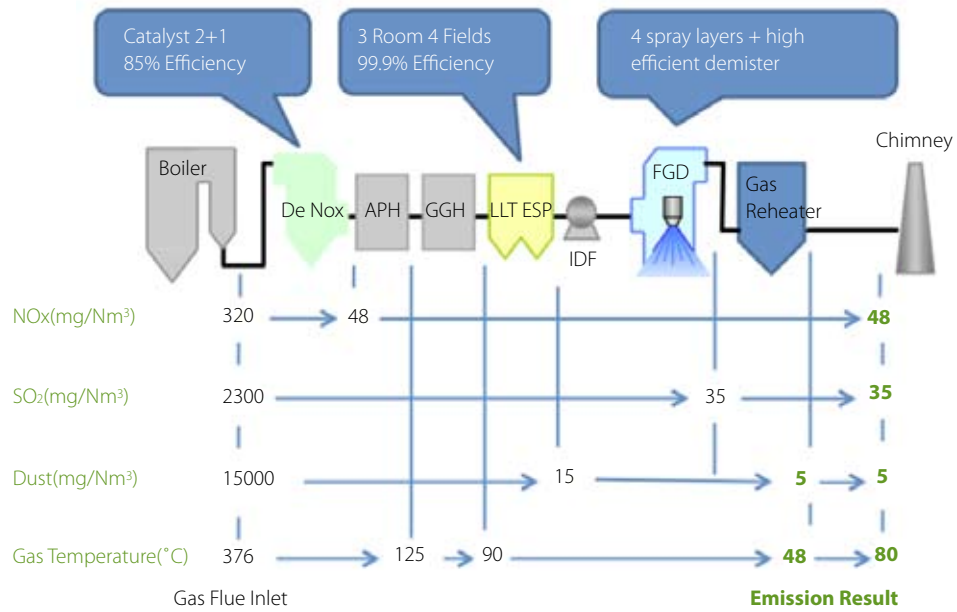 Catalyst 2+1
85% Efficiency
3 Room 4 Fields
99.9% Efficiency
4 spray layers + high
efficient demister
Chimney
Boiler
De Nox
APH
GGH
LLT ESP
IDF
FGD
Gas
Reheater
NOx(mg/Nm³) 320 48 48
SO₂(mg/Nm³) 2300 35 35
Dust(mg/Nm³) 15000 15 5 5
Gas Temperature(˚C) 376 125 90 48 80
Gas Flue Inlet Emission Result